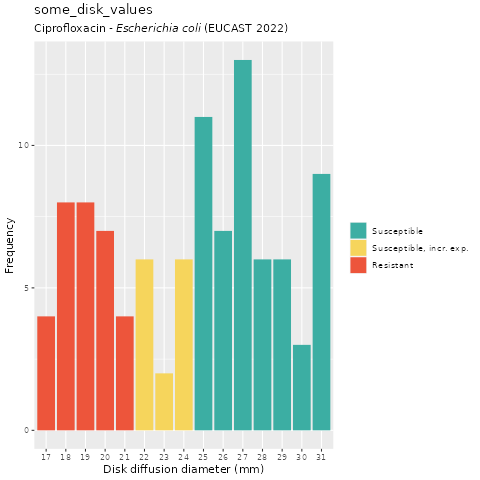 some_disk_values
Ciprofloxacin - Escherichia coli (EUCAST 2022)
Frequency
10
5
0
17 18 19 20 21 22 23 24 25 26 27 28 29 30 31
Disk diffusion diameter (mm)
Susceptible
Susceptible, incr. exp.
Resistant